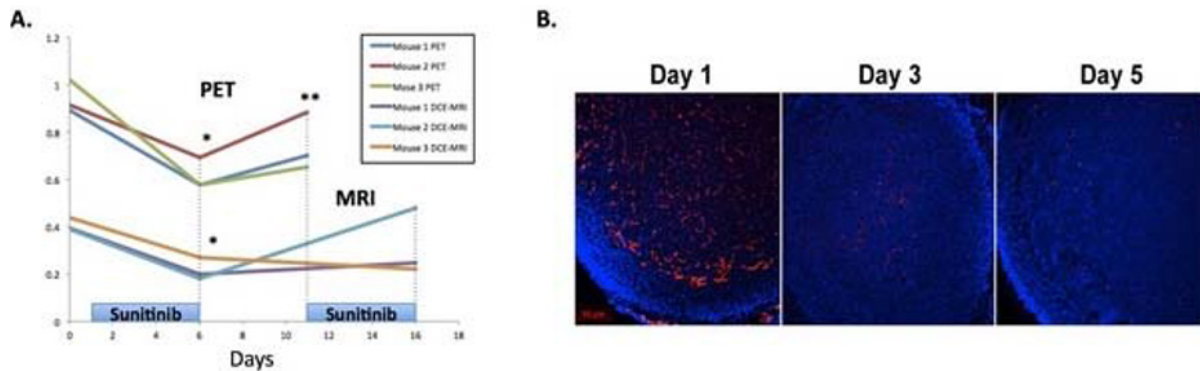 A.
1.2
1
0.8
0.6
0.4
0.2
0
PET
MRI
*
**
*
Mouse 1 PET
Mouse 2 PET
Mose 3 PET
Mouse 1 DCE-MRI
Mouse 2 DCE-MRI
Mouse 3 DCE-MRI
Sunitinib
Sunitinib
0 2 4 6 8 10 11 14 16 18
Days
B.
Day 1
Day 3
Day 5